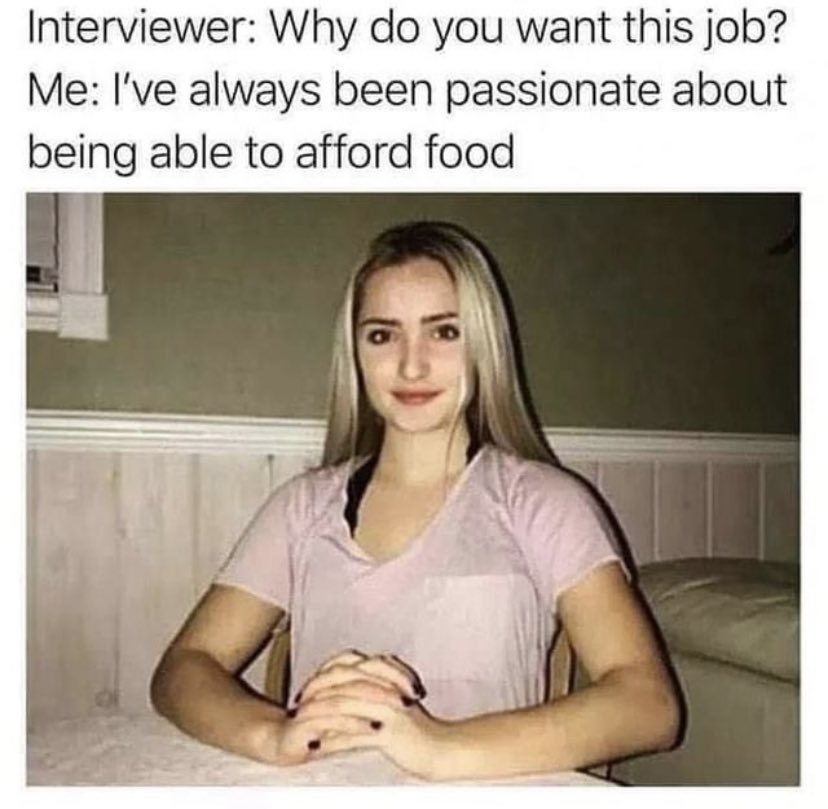 Interviewer: Why do you want this job?
Me: I've always been passionate about
being able to afford food